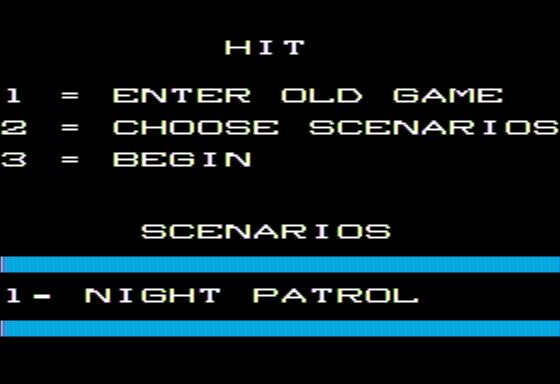 HIT
1 = ENTER OLD GAME
2 = CHOOSE SCENARIOS
3 = BEGIN
SCENARIOS
1- NIGHT PATROL